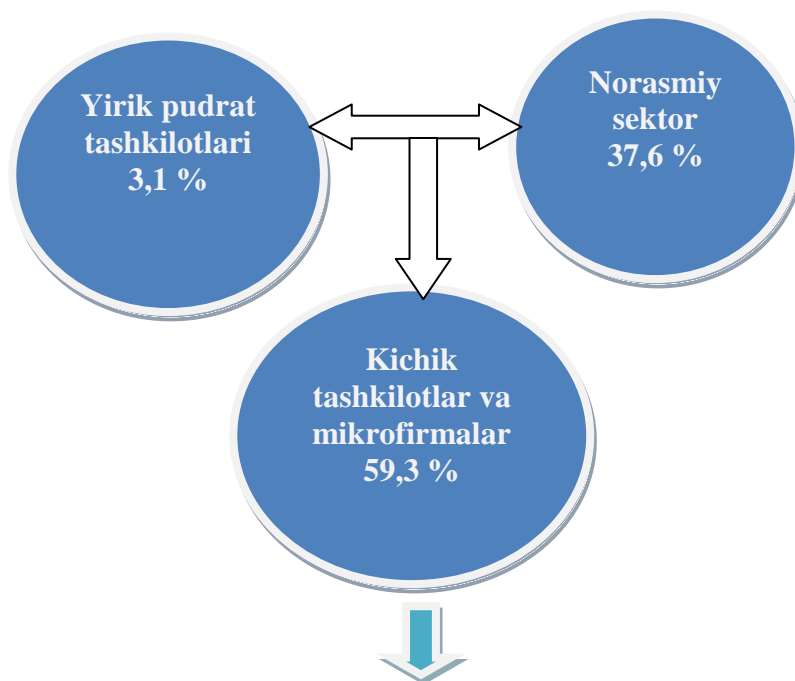 Yirik pudrat
tashkilotlari
3,1 %
Norasmiy
sektor
37,6 %
Kichik
tashkilotlar va
mikrofirmalar
59,3 %